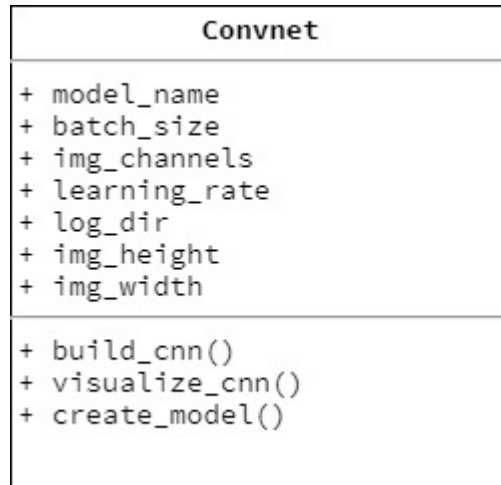 Convnet
+ model_name
+ batch_size
+ img_channels
+ learning_rate
+ log_dir
+ img_height
+ img_width
+ build_cnn()
+ visualize_cnn()
+ create_model()